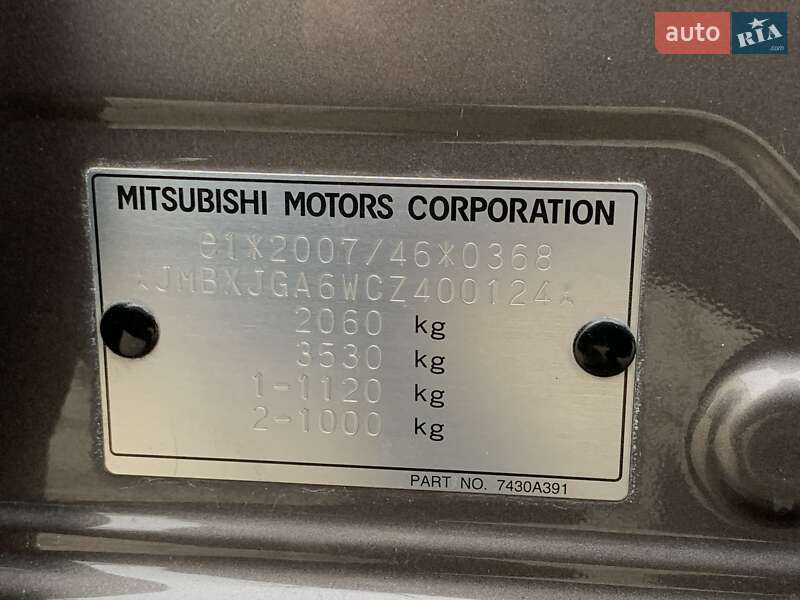 auto RIA .com
MITSUBISHI MOTORS CORPORATION
e1*2007/46*0368
*JMBXJGA6WCZ400124*
2060 kg
3530 kg
1-1120 kg
2-1000 kg
PART NO. 7430A391